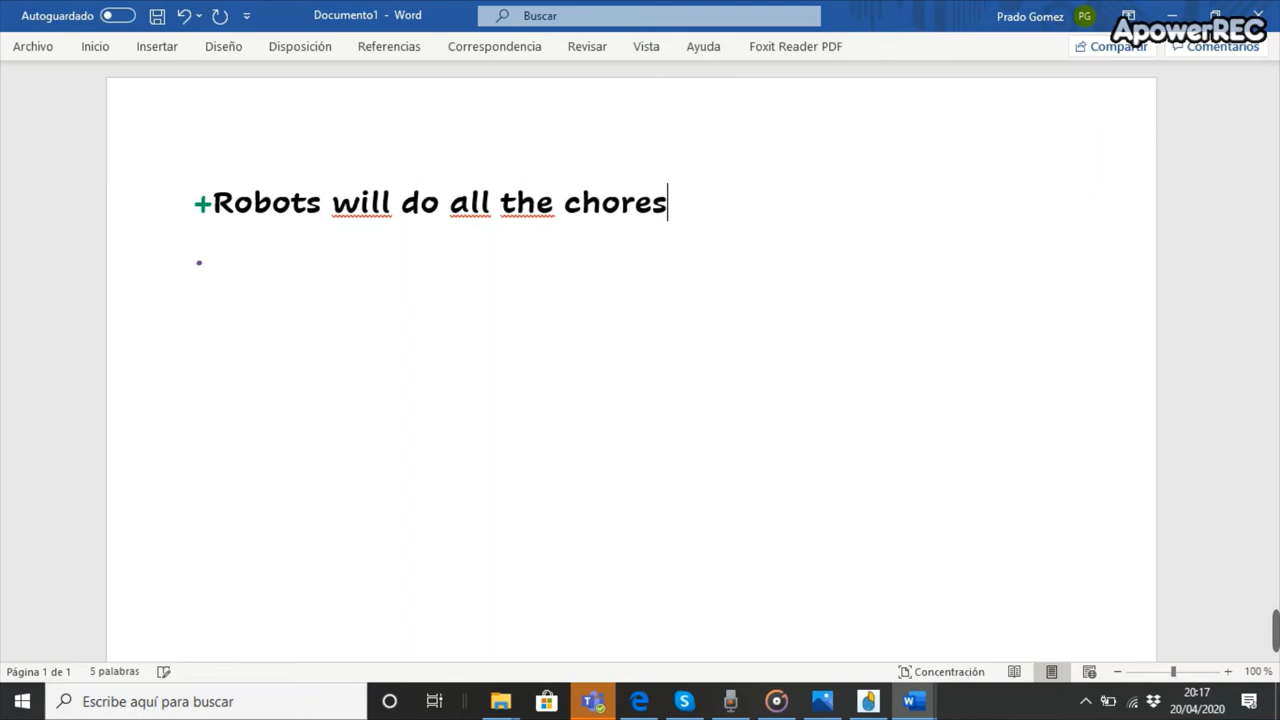 Autoguardado
Documento1 - Word
Buscar
Prado Gomez
PG
ApowerREC
Archivo Inicio Insertar Diseño Disposición Referencias Correspondencia Revisar Vista Ayuda Foxit Reader PDF
Compartir
Comentarios
+Robots will do all the chores
Página 1 de 1
5 palabras
Concentración
100 %
Escribe aquí para buscar
20:17
20/04/2020